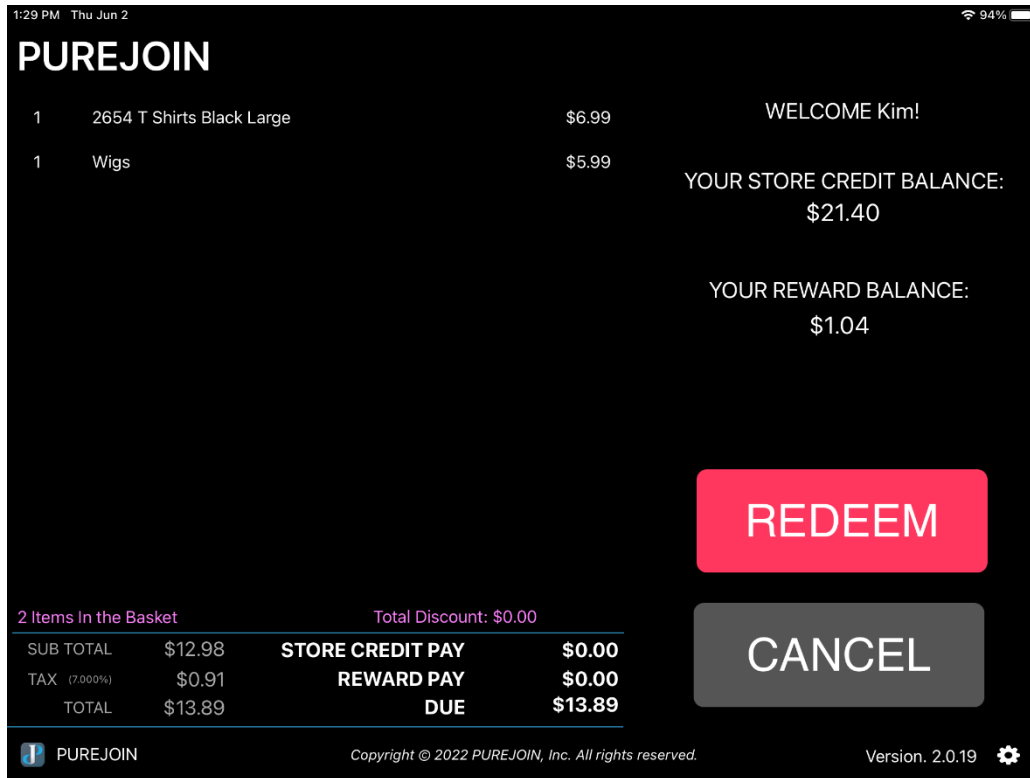 1:29 PM Thu Jun 2
94%
PUREJOIN
1 2654 T Shirts Black Large $6.99
1 Wigs $5.99
WELCOME Kim!
YOUR STORE CREDIT BALANCE:
$21.40
YOUR REWARD BALANCE:
$1.04
REDEEM
CANCEL
2 Items In the Basket Total Discount: $0.00
SUB TOTAL $12.98 STORE CREDIT PAY $0.00
TAX (7.000%) $0.91 REWARD PAY $0.00
TOTAL $13.89 DUE $13.89
PUREJOIN Copyright © 2022 PUREJOIN, Inc. All rights reserved. Version. 2.0.19